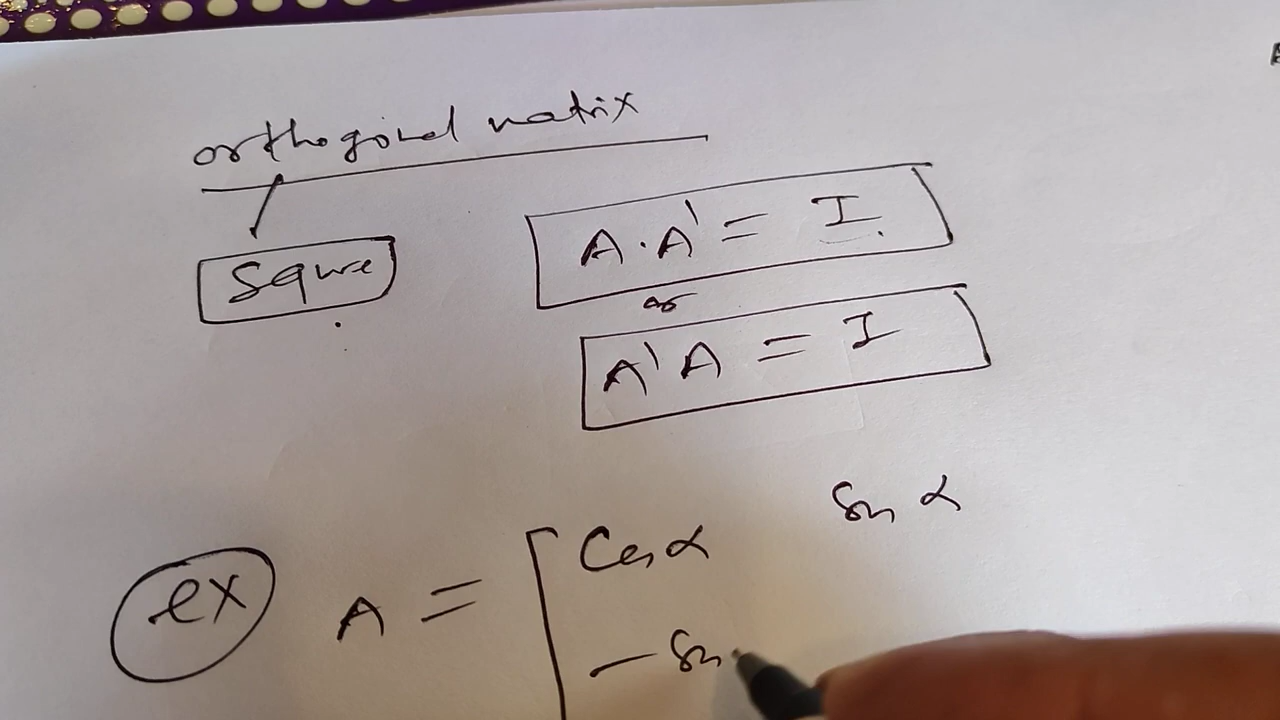 orthogonal matrix
Squre
A·A' = I
or
A'A = I
ex A = [ Cos α Sin α
– Sin